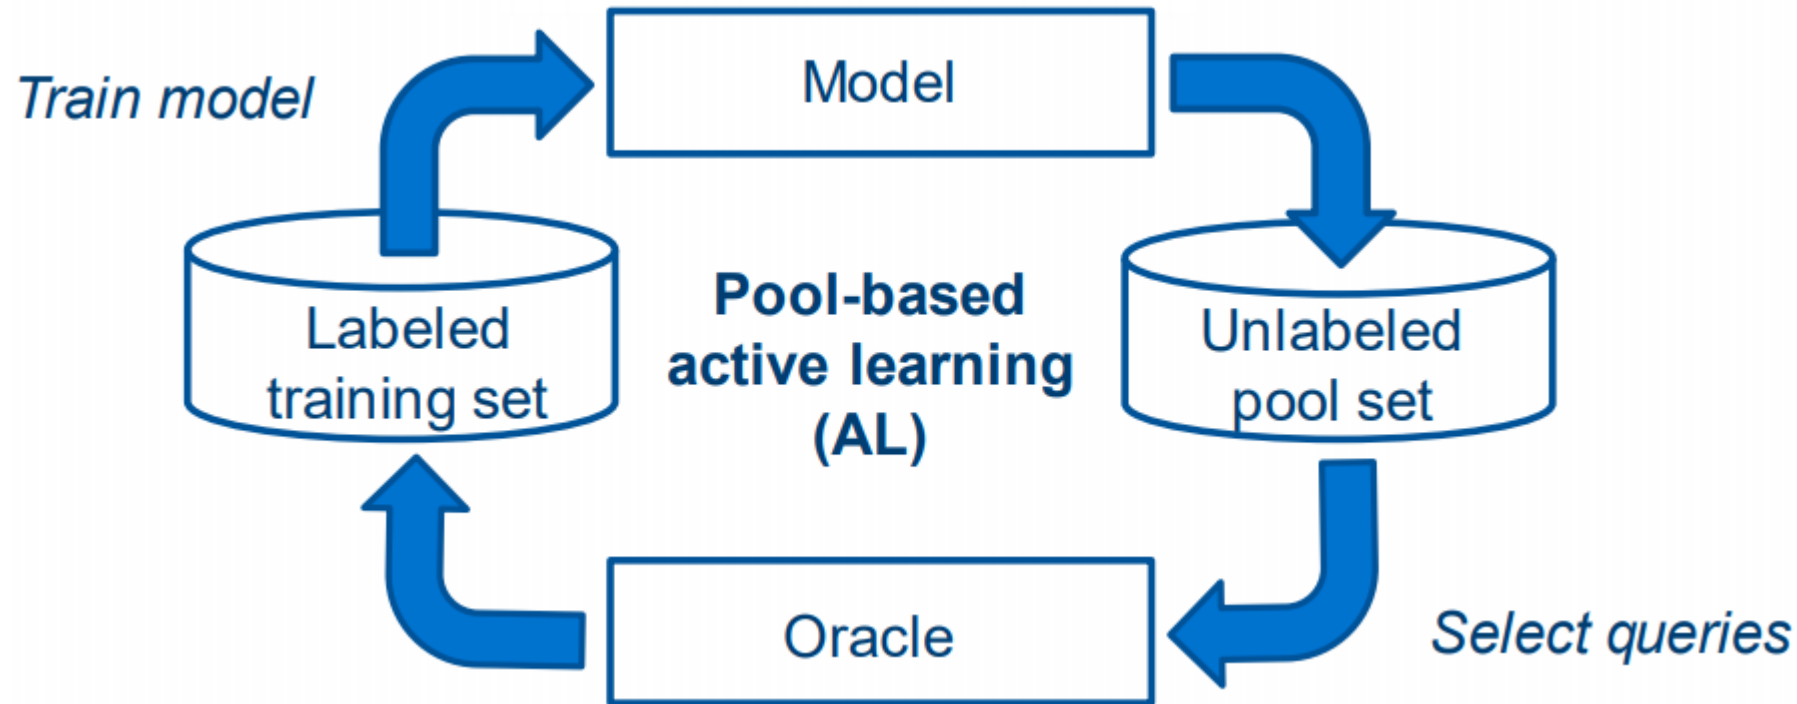 Train model
Model
Labeled
training set
Pool-based
active learning
(AL)
Unlabeled
pool set
Oracle
Select queries